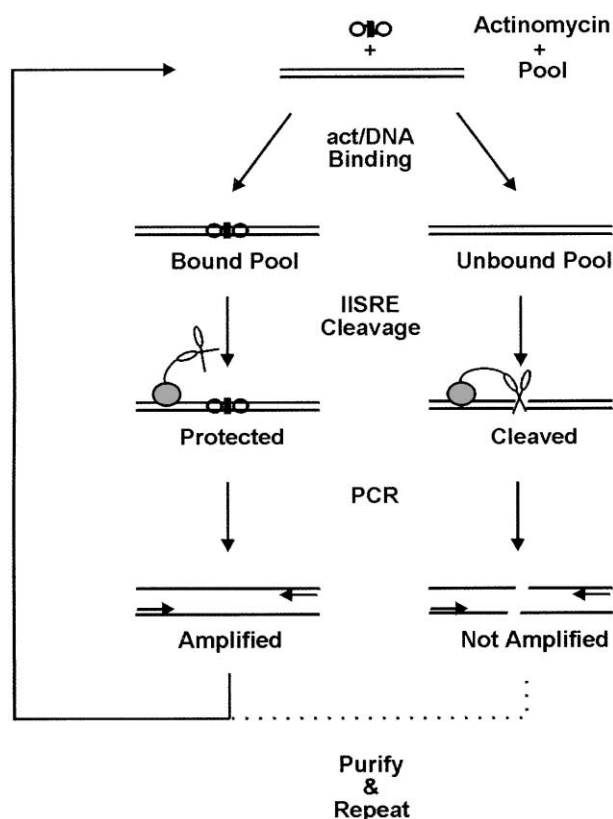 Actinomycin
+
+
Pool
act/DNA
Binding
Bound Pool
Unbound Pool
IISRE
Cleavage
Protected
Cleaved
PCR
Amplified
Not Amplified
Purify
&
Repeat